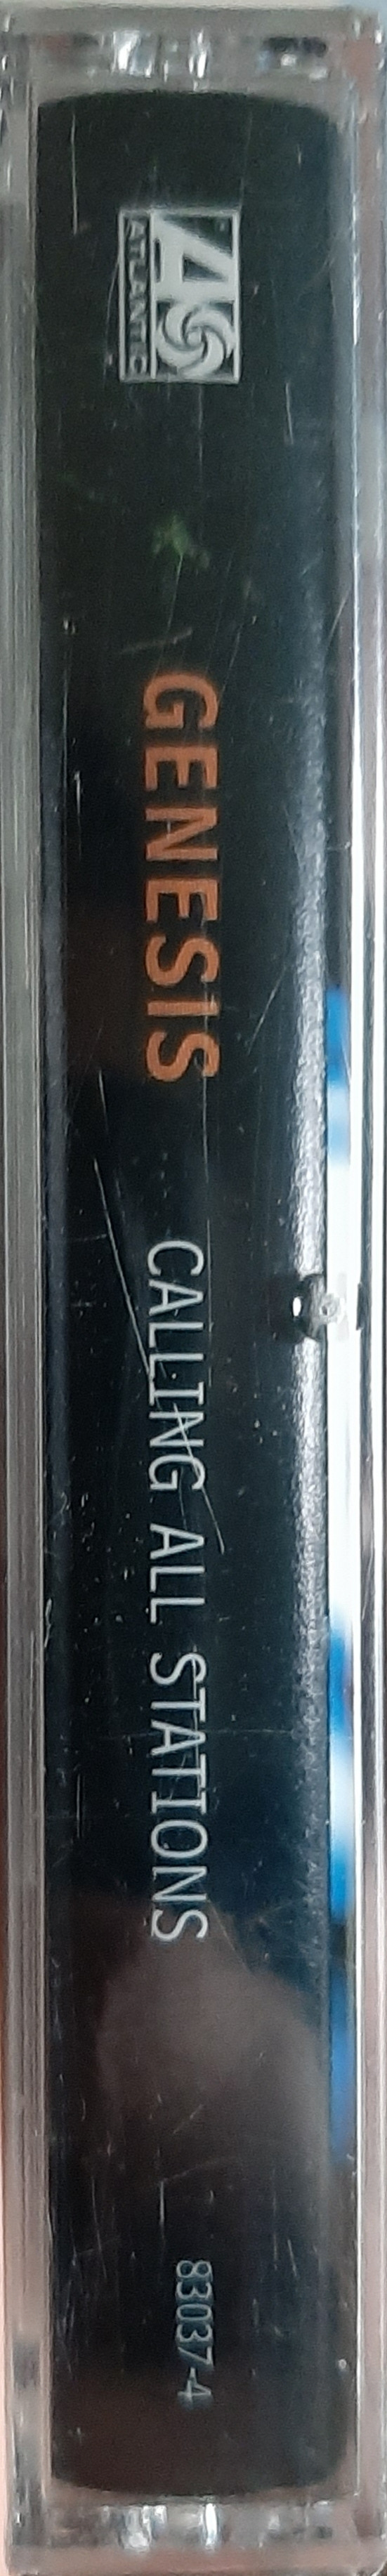 ATLANTIC
GENESIS
CALLING ALL STATIONS
83037-4